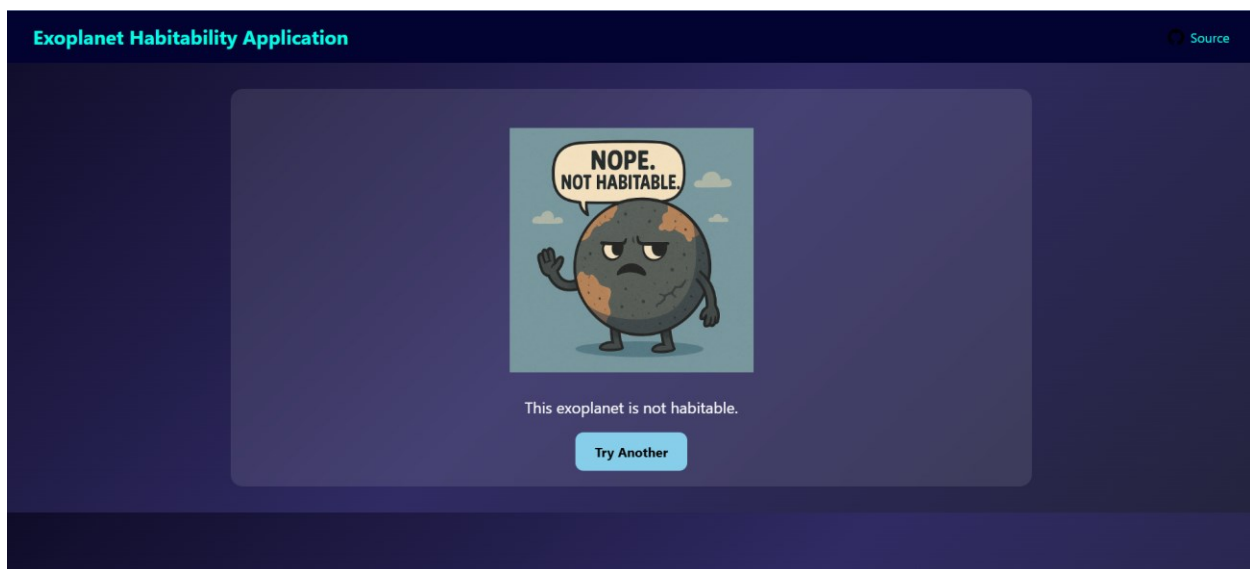 Exoplanet Habitability Application
Source
NOPE.
NOT HABITABLE.
This exoplanet is not habitable.
Try Another